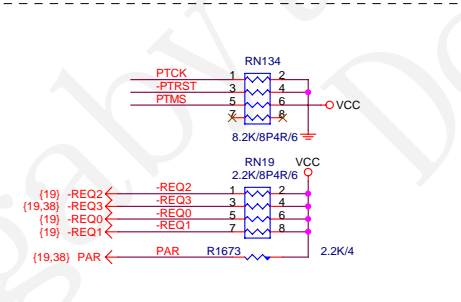 RN134
PTCK 1 2
-PTRST 3 4
PTMS 5 6 VCC
7 8
8.2K/8P4R/6
RN19 VCC
2.2K/8P4R/6
{19} -REQ2 -REQ2 1 2
{19,38} -REQ3 -REQ3 3 4
{19} -REQ0 -REQ0 5 6
{19} -REQ1 -REQ1 7 8
{19,38} PAR PAR R1673 2.2K/4